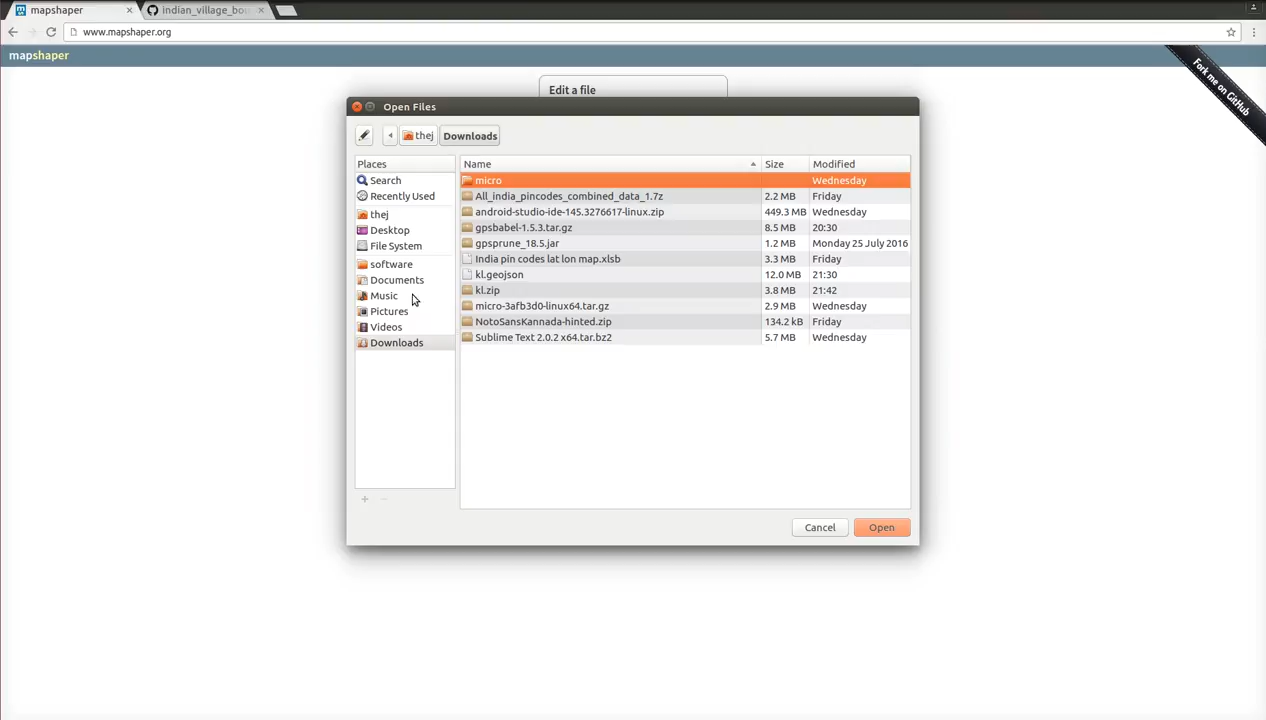 mapshaper
indian_village_bou
www.mapshaper.org
mapshaper
Fork me on GitHub
Edit a file
Open Files
thej Downloads
Places
Search
Recently Used
thej
Desktop
File System
software
Documents
Music
Pictures
Videos
Downloads
Name Size Modified
micro Wednesday
All_india_pincodes_combined_data_1.7z 2.2 MB Friday
android-studio-ide-145.3276617-linux.zip 449.3 MB Wednesday
gpsbabel-1.5.3.tar.gz 8.5 MB 20:30
gpsprune_18.5.jar 1.2 MB Monday 25 July 2016
India pin codes lat lon map.xlsb 3.3 MB Friday
kl.geojson 12.0 MB 21:30
kl.zip 3.8 MB 21:42
micro-3afb3d0-linux64.tar.gz 2.9 MB Wednesday
NotoSansKannada-hinted.zip 134.2 kB Friday
Sublime Text 2.0.2 x64.tar.bz2 5.7 MB Wednesday
Cancel Open